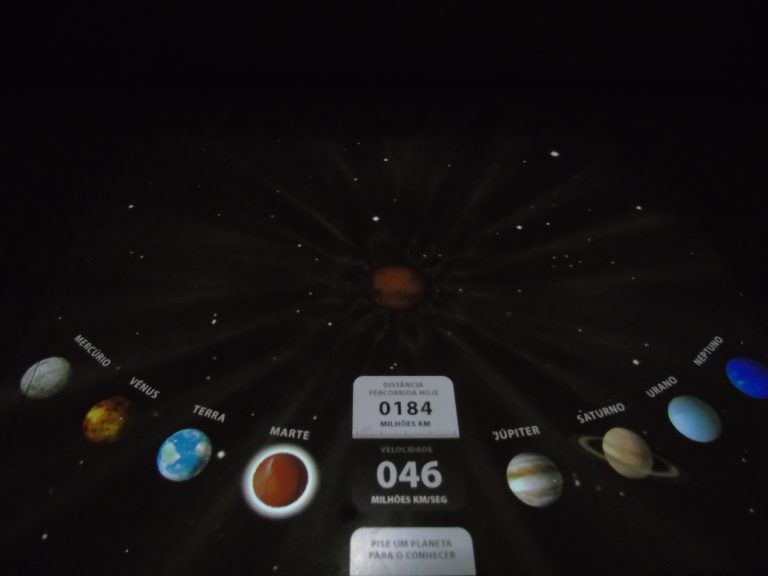 MERCÚRIO
VÉNUS
TERRA
MARTE
JÚPITER
SATURNO
URANO
NEPTUNO
DISTÂNCIA
PERCORRIDA HOJE
0184
MILHÕES KM
VELOCIDADE
046
MILHÕES KM/SEG
PISE UM PLANETA
PARA O CONHECER